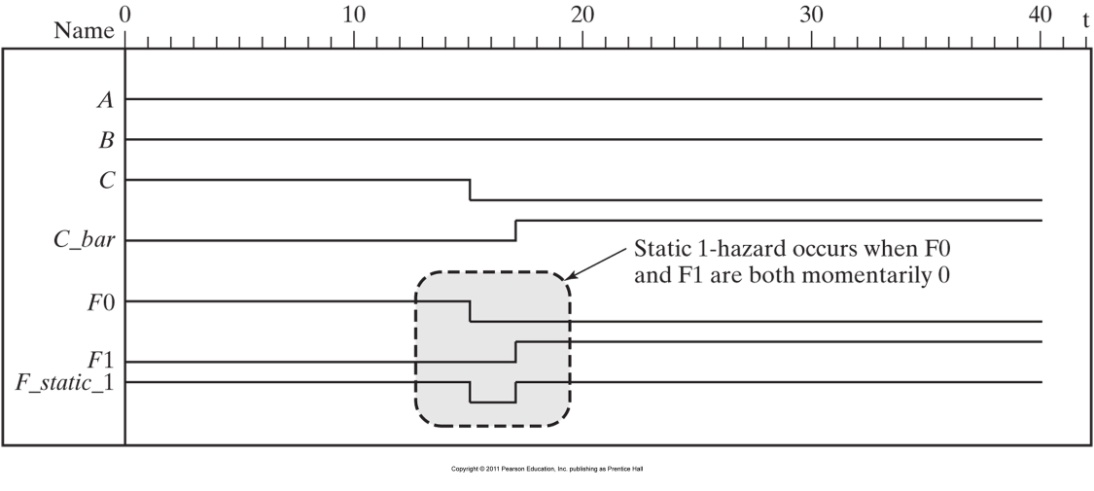 0 10 20 30 40 t
Name
A
B
C
C_bar
Static 1-hazard occurs when F0
and F1 are both momentarily 0
F0
F1
F_static_1
Copyright © 2011 Pearson Education, Inc. publishing as Prentice Hall